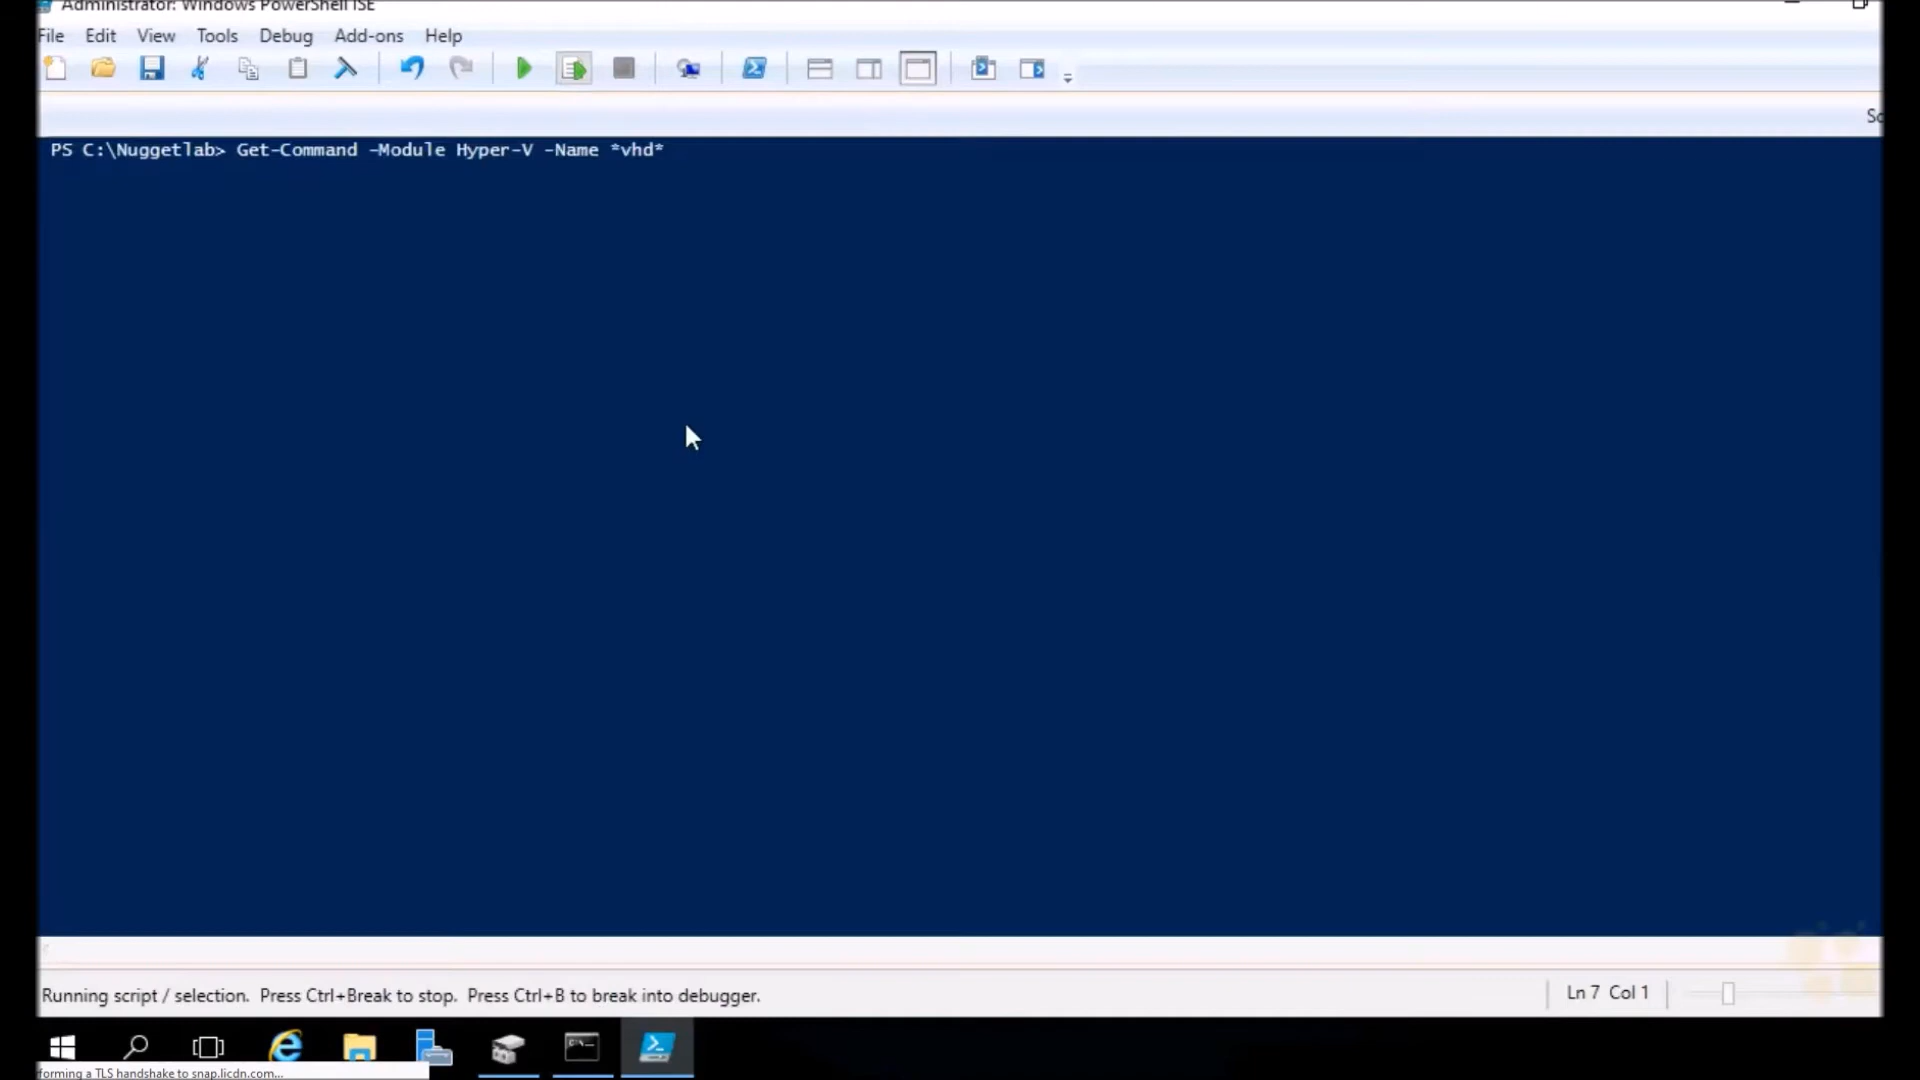 Administrator: Windows PowerShell ISE
File Edit View Tools Debug Add-ons Help
PS C:\Nuggetlab> Get-Command -Module Hyper-V -Name *vhd*
Running script / selection. Press Ctrl+Break to stop. Press Ctrl+B to break into debugger.
Ln 7 Col 1
forming a TLS handshake to snap.licdn.com...